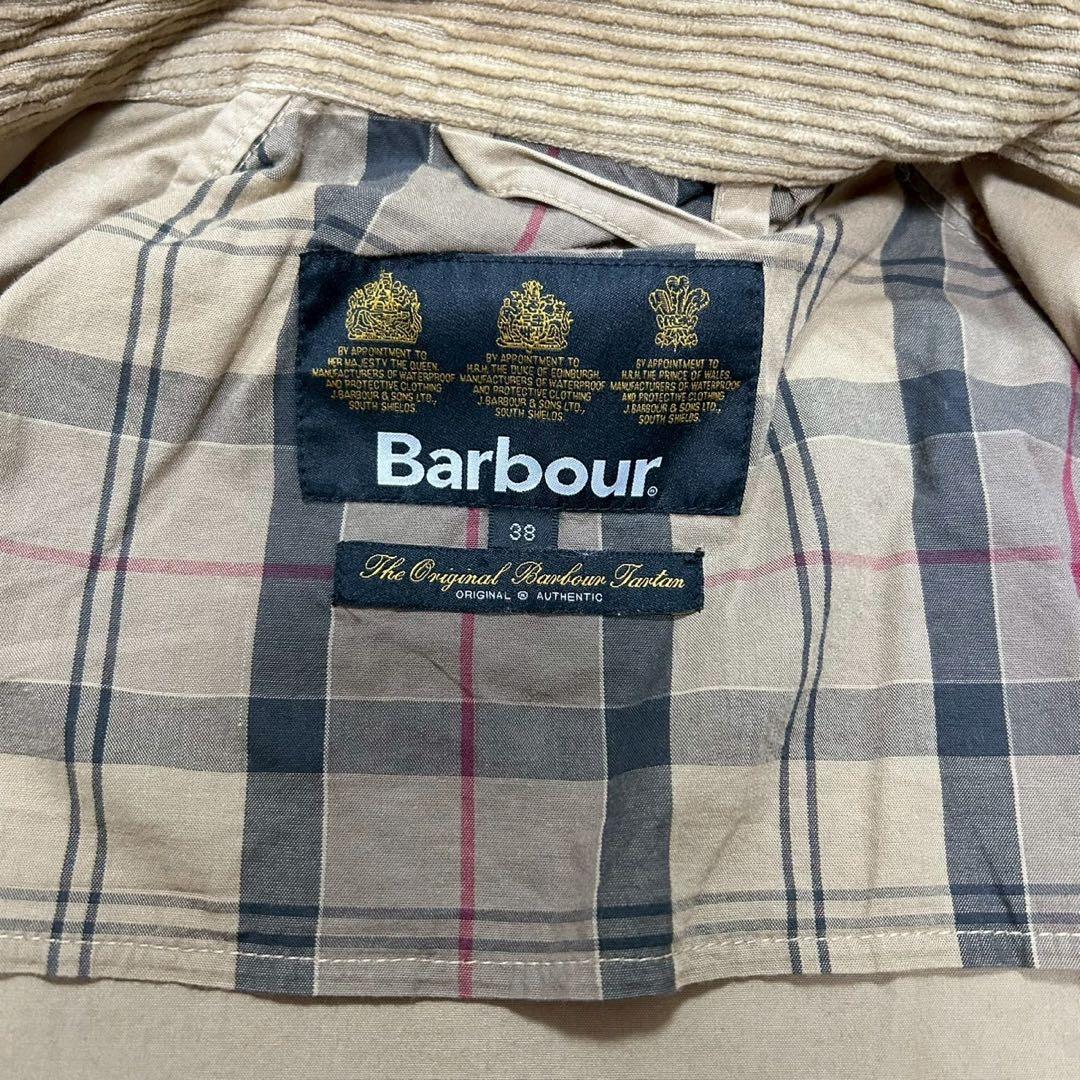 BY APPOINTMENT TO
HER MAJESTY THE QUEEN.
MANUFACTURERS OF WATERPROOF
AND PROTECTIVE CLOTHING
J.BARBOUR & SONS LTD.,
SOUTH SHIELDS.
BY APPOINTMENT TO
H.R.H. THE DUKE OF EDINBURGH.
MANUFACTURERS OF WATERPROOF
AND PROTECTIVE CLOTHING
J.BARBOUR & SONS LTD.,
SOUTH SHIELDS.
BY APPOINTMENT TO
H.R.H. THE PRINCE OF WALES.
MANUFACTURERS OF WATERPROOF
AND PROTECTIVE CLOTHING
J.BARBOUR & SONS LTD.,
SOUTH SHIELDS.
Barbour®
38
The Original Barbour Tartan
ORIGINAL ® AUTHENTIC